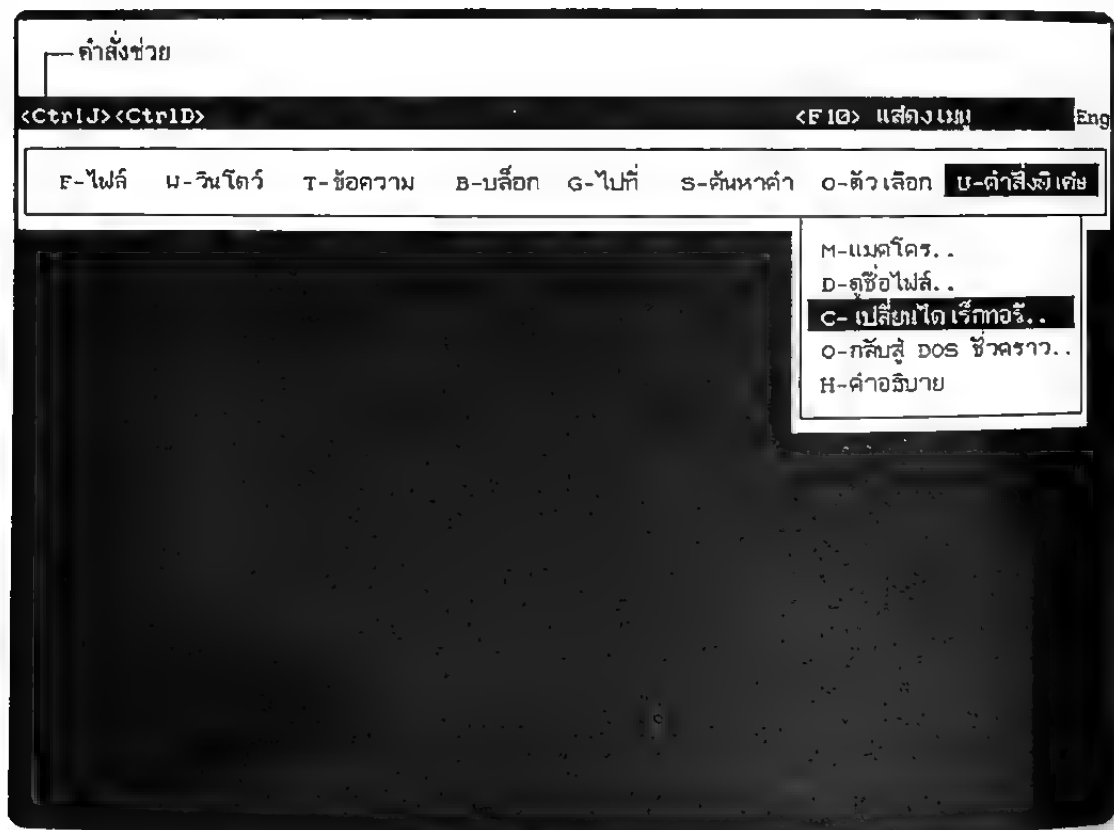 คำสั่งช่วย
<CtrlJ><CtrlD> <F10> แสดงเมนู Eng
F-ไฟล์ W-วินโดว์ T-ข้อความ B-บล็อก G-ไปที่ S-ค้นหาคำ O-ตัวเลือก U-คำสั่งพิเศษ
M-แมคโคร..
D-ดูชื่อไฟล์..
C-เปลี่ยนไดเร็กทอรี..
O-กลับสู่ DOS ชั่วคราว..
H-คำอธิบาย